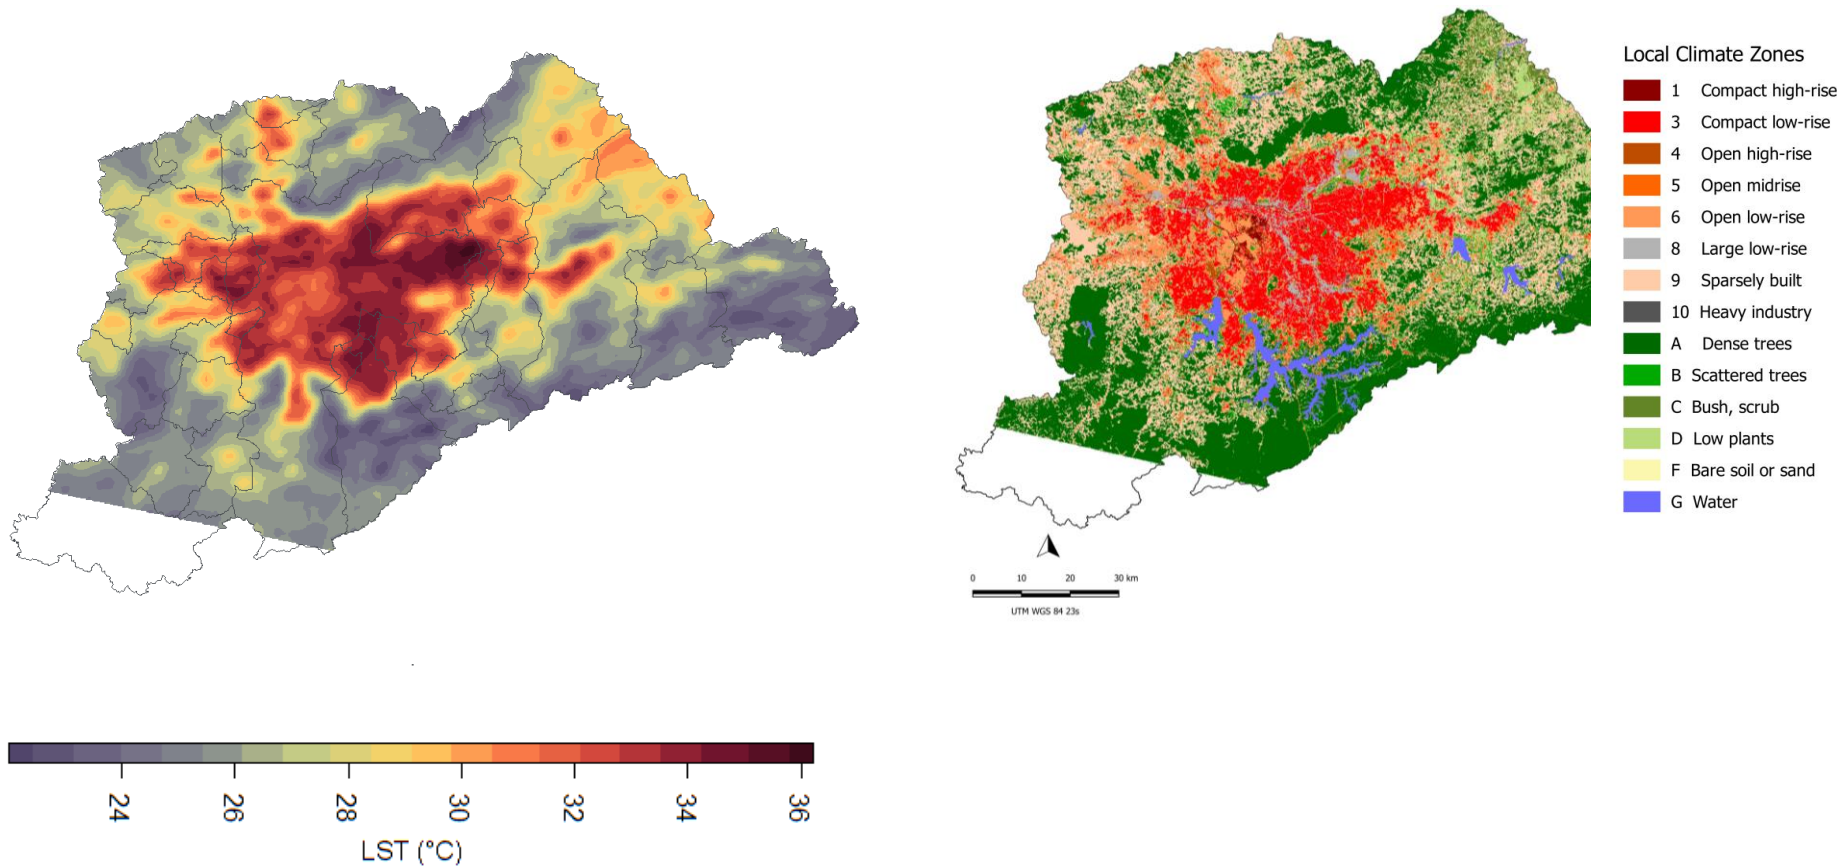 Local Climate Zones
1 Compact high-rise
3 Compact low-rise
4 Open high-rise
5 Open midrise
6 Open low-rise
8 Large low-rise
9 Sparsely built
10 Heavy industry
A Dense trees
B Scattered trees
C Bush, scrub
D Low plants
F Bare soil or sand
G Water
0 10 20 30 km
UTM WGS 84 23s
24 26 28 30 32 34 36
LST (°C)